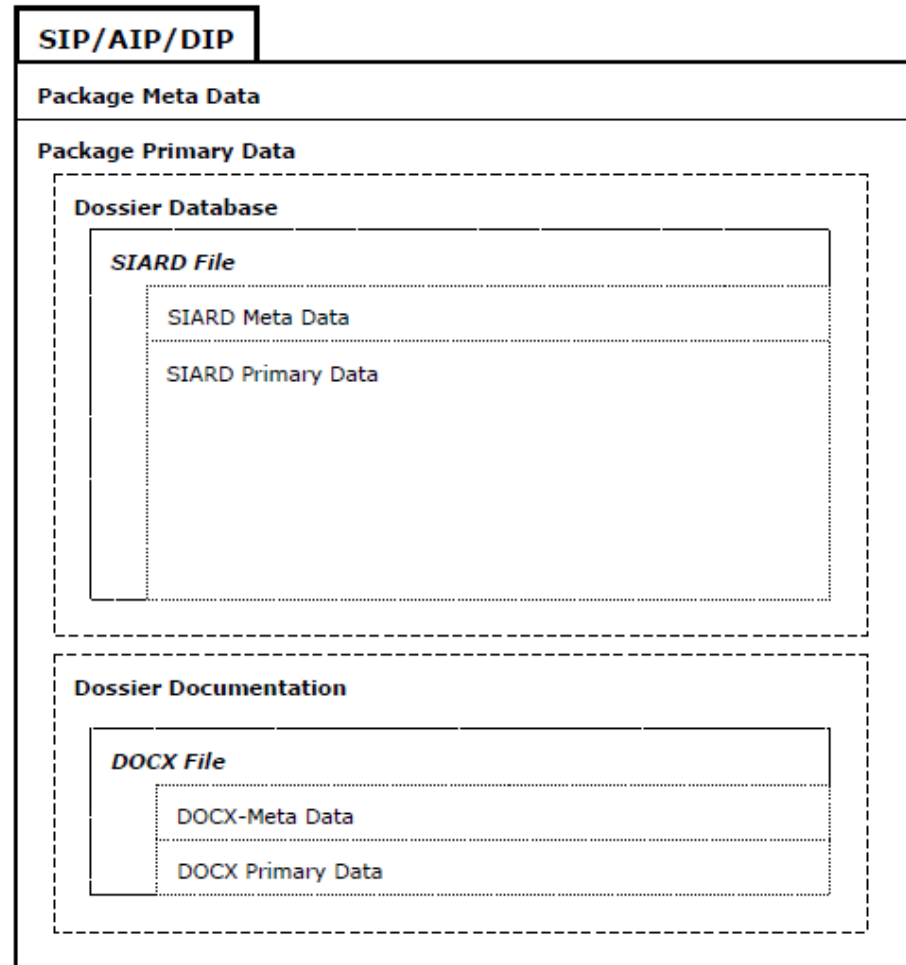 SIP/AIP/DIP
Package Meta Data
Package Primary Data
Dossier Database
SIARD File
SIARD Meta Data
SIARD Primary Data
Dossier Documentation
DOCX File
DOCX-Meta Data
DOCX Primary Data